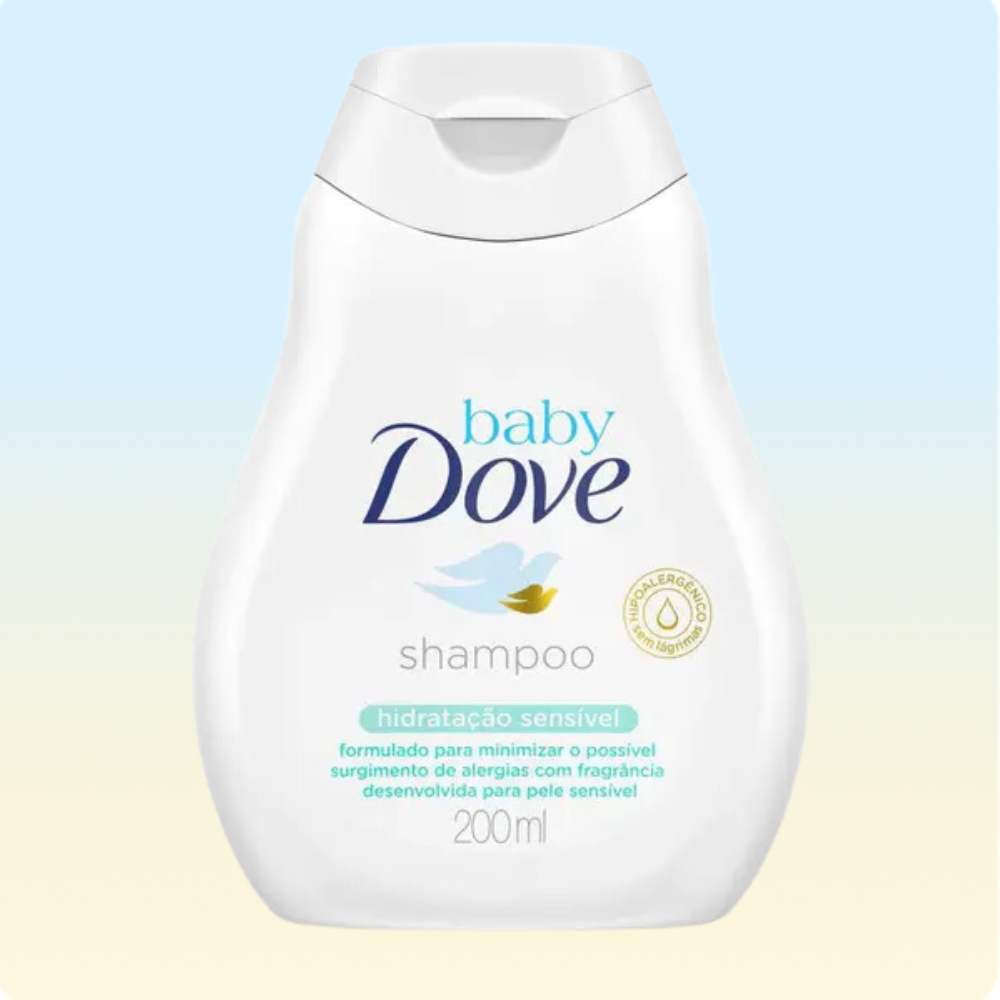 baby
Dove
HIPOALERGÊNICO
sem lágrimas
shampoo
hidratação sensível
formulado para minimizar o possível
surgimento de alergias com fragrância
desenvolvida para pele sensível
200ml